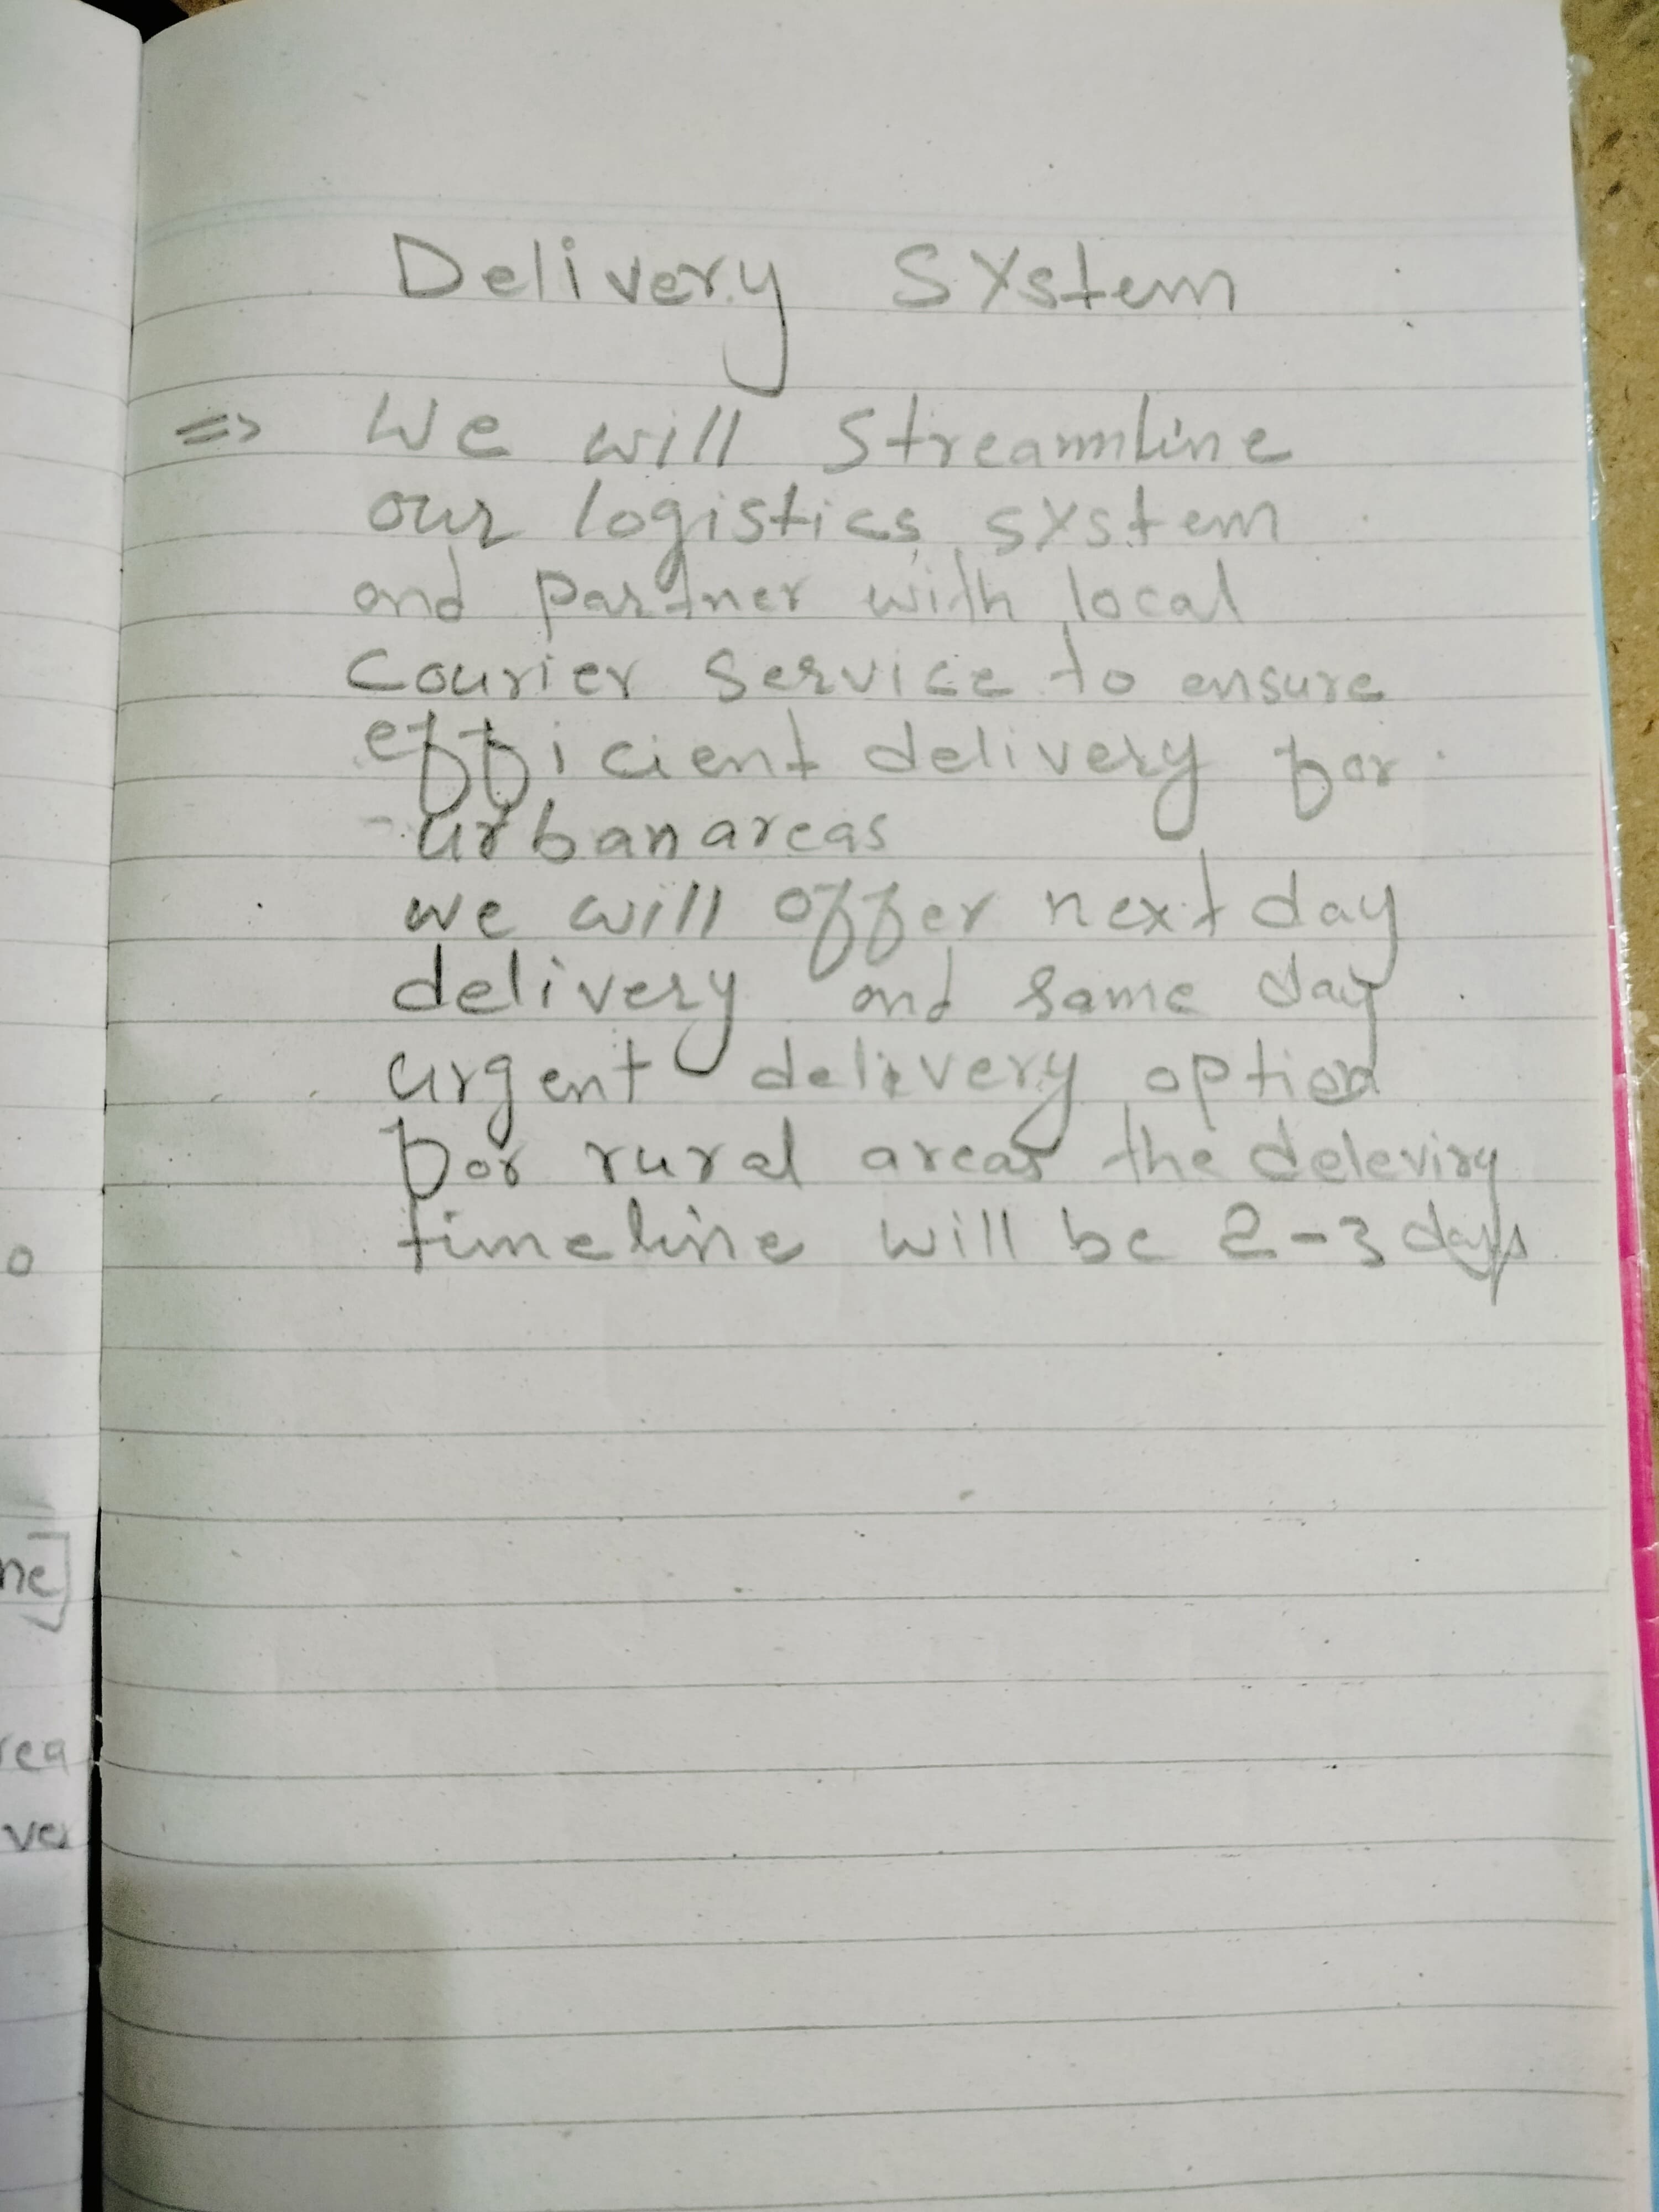 Delivery System
=> We will Streamline
our logistics system
and partner with local
Courier Service to ensure
efficient delivery for
urban areas
we will offer next day
delivery and same day
urgent delivery option
For rural areas the deleviry
timeline will be 2-3 days
o
ne]
rea
ve